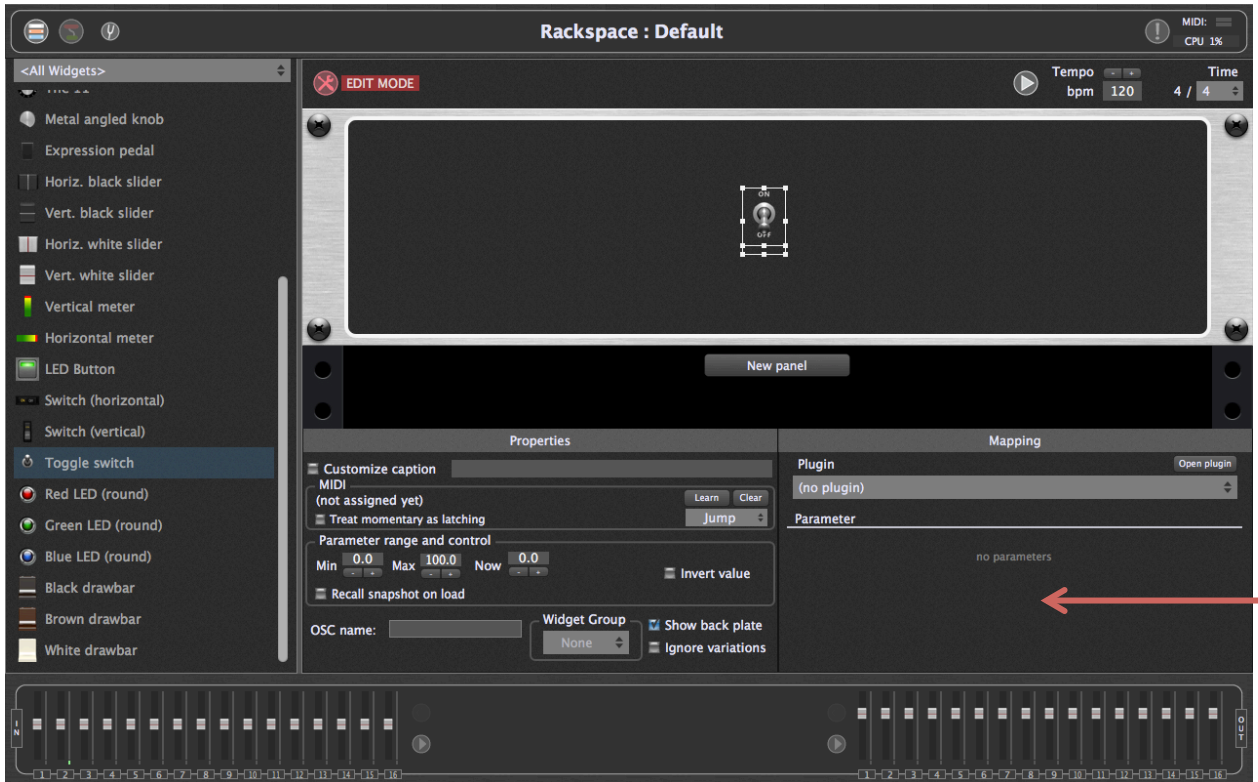 Rackspace : Default
MIDI:
CPU 1%
<All Widgets>
EDIT MODE
Tempo - +
bpm 120
Time
4 / 4
Metal angled knob
Expression pedal
Horiz. black slider
Vert. black slider
Horiz. white slider
Vert. white slider
Vertical meter
Horizontal meter
LED Button
Switch (horizontal)
Switch (vertical)
Toggle switch
Red LED (round)
Green LED (round)
Blue LED (round)
Black drawbar
Brown drawbar
White drawbar
ON
OFF
New panel
Properties
Customize caption
MIDI
(not assigned yet)
Learn Clear
Treat momentary as latching
Jump
Parameter range and control
Min 0.0 Max 100.0 Now 0.0
- + - + - +
Invert value
Recall snapshot on load
OSC name:
Widget Group
None
Show back plate
Ignore variations
Mapping
Plugin
Open plugin
(no plugin)
Parameter
no parameters
IN
1 2 3 4 5 6 7 8 9 10 11 12 13 14 15 16
1 2 3 4 5 6 7 8 9 10 11 12 13 14 15 16
OUT